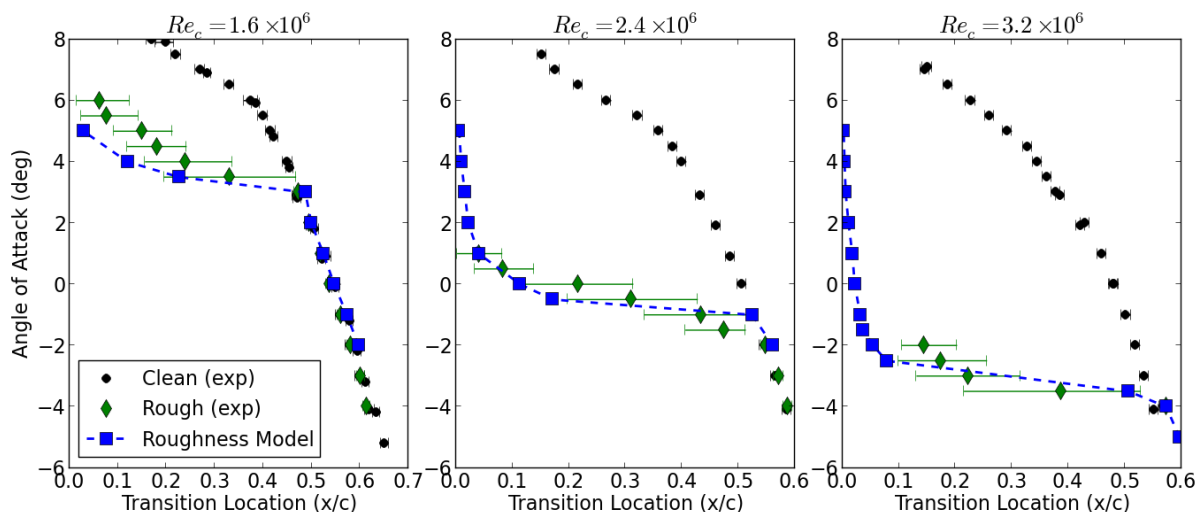 Re_c = 1.6 ×10^6
Re_c = 2.4 ×10^6
Re_c = 3.2 ×10^6
Angle of Attack (deg)
8
6
4
2
0
−2
−4
−6
Clean (exp)
Rough (exp)
Roughness Model
0.0 0.1 0.2 0.3 0.4 0.5 0.6 0.7
Transition Location (x/c)
8
6
4
2
0
−2
−4
−6
0.0 0.1 0.2 0.3 0.4 0.5 0.6
Transition Location (x/c)
8
6
4
2
0
−2
−4
−6
0.0 0.1 0.2 0.3 0.4 0.5 0.6
Transition Location (x/c)